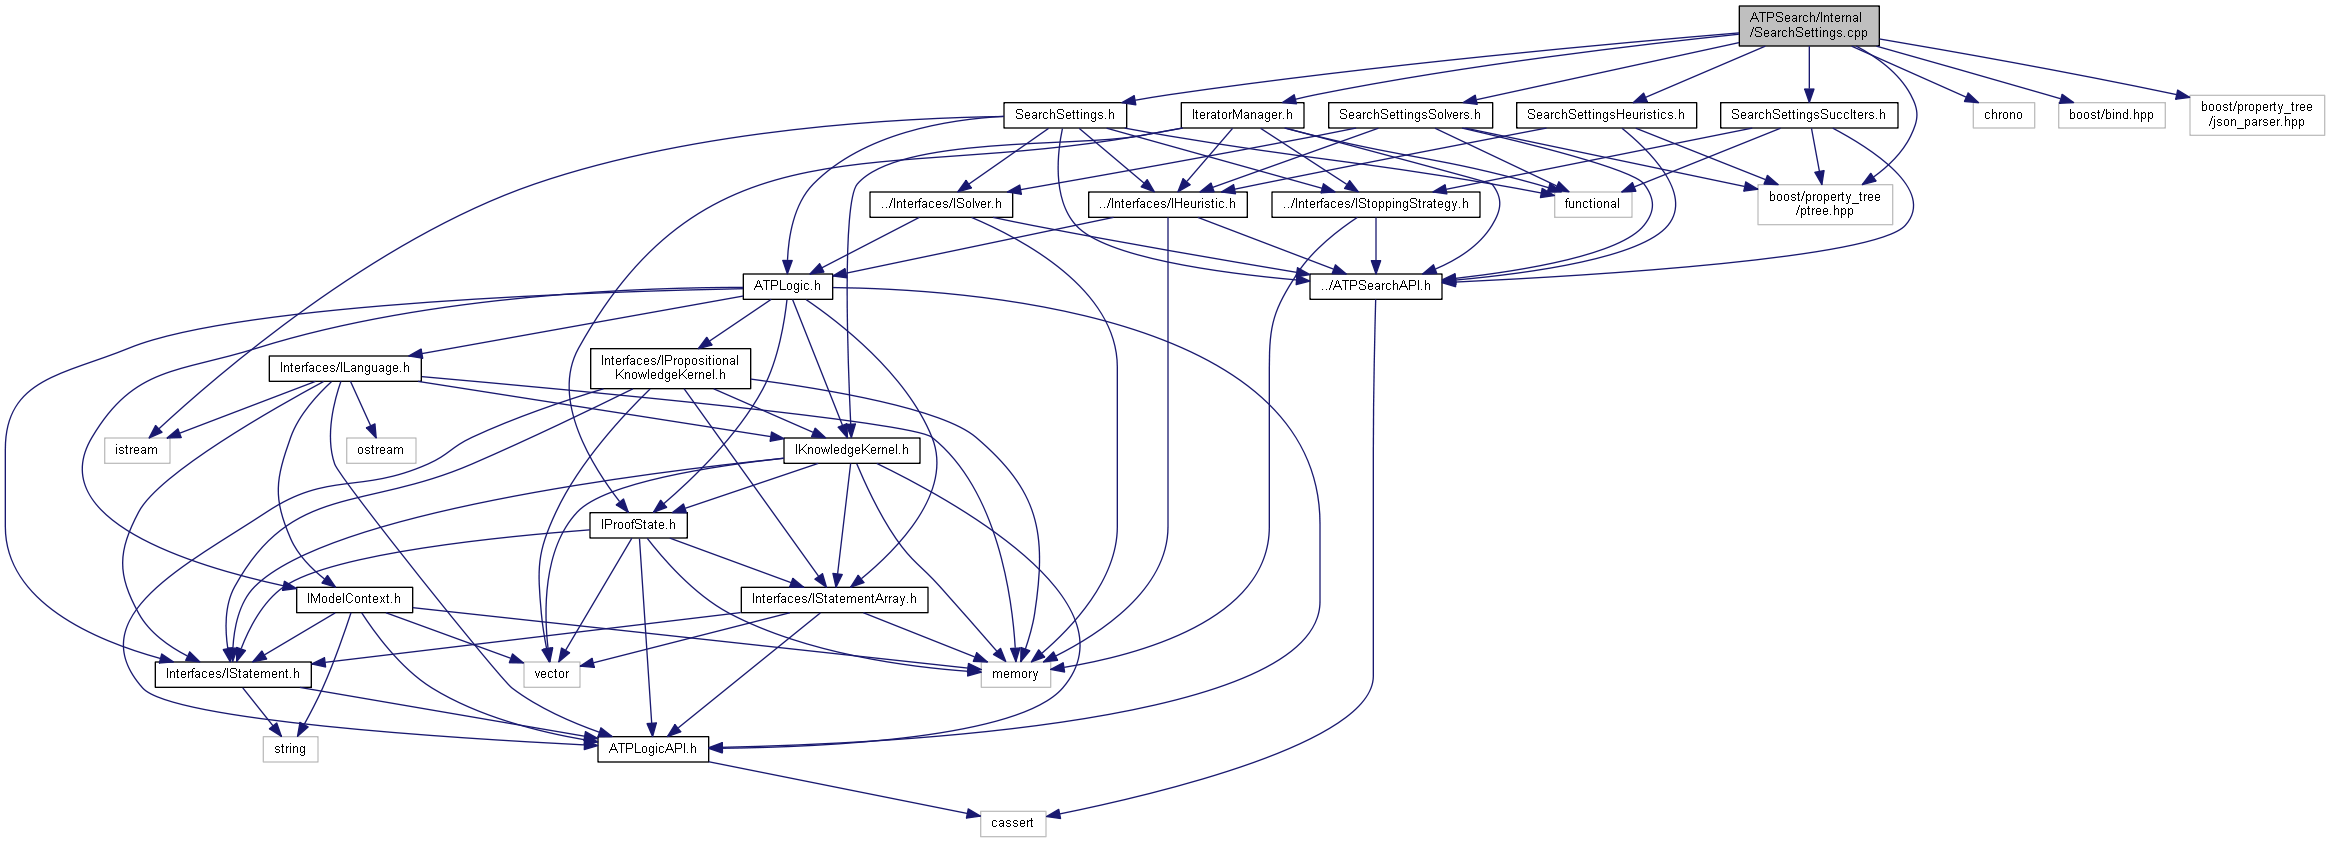 ATPSearch/Internal
/SearchSettings.cpp
SearchSettings.h
IteratorManager.h
SearchSettingsSolvers.h
SearchSettingsHeuristics.h
SearchSettingsSuccIters.h
chrono
boost/bind.hpp
boost/property_tree
/json_parser.hpp
../Interfaces/ISolver.h
../Interfaces/IHeuristic.h
../Interfaces/IStoppingStrategy.h
functional
boost/property_tree
/ptree.hpp
ATPLogic.h
../ATPSearchAPI.h
Interfaces/ILanguage.h
Interfaces/IPropositional
KnowledgeKernel.h
istream
ostream
IKnowledgeKernel.h
IProofState.h
IModelContext.h
Interfaces/IStatementArray.h
Interfaces/IStatement.h
vector
memory
string
ATPLogicAPI.h
cassert